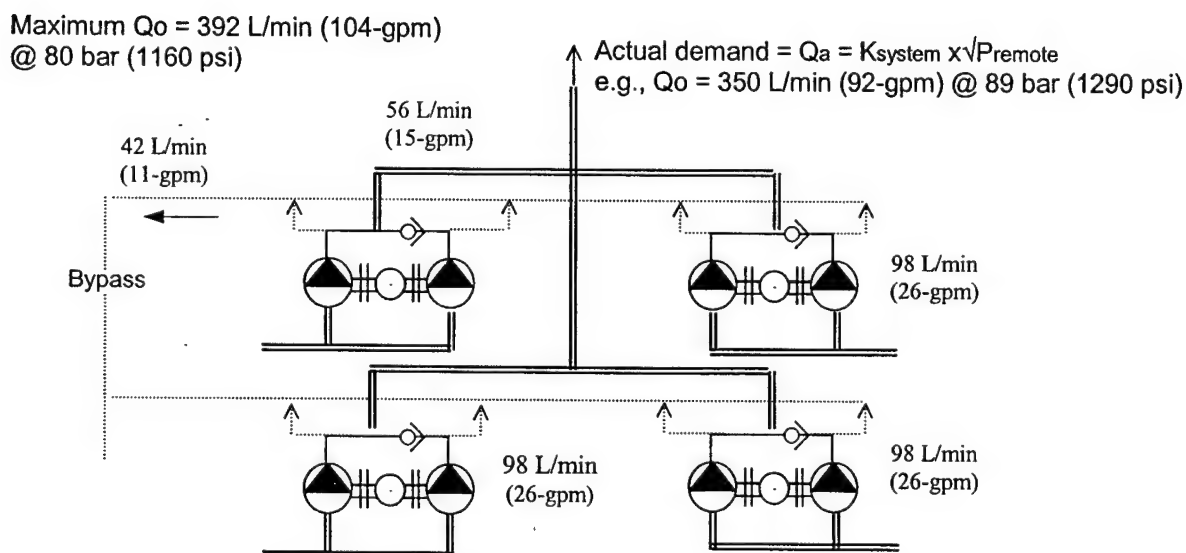 Maximum Qo = 392 L/min (104-gpm)
@ 80 bar (1160 psi)
Actual demand = Qa = Ksystem x√Premote
e.g., Qo = 350 L/min (92-gpm) @ 89 bar (1290 psi)
56 L/min
(15-gpm)
42 L/min
(11-gpm)
Bypass
98 L/min
(26-gpm)
98 L/min
(26-gpm)
98 L/min
(26-gpm)